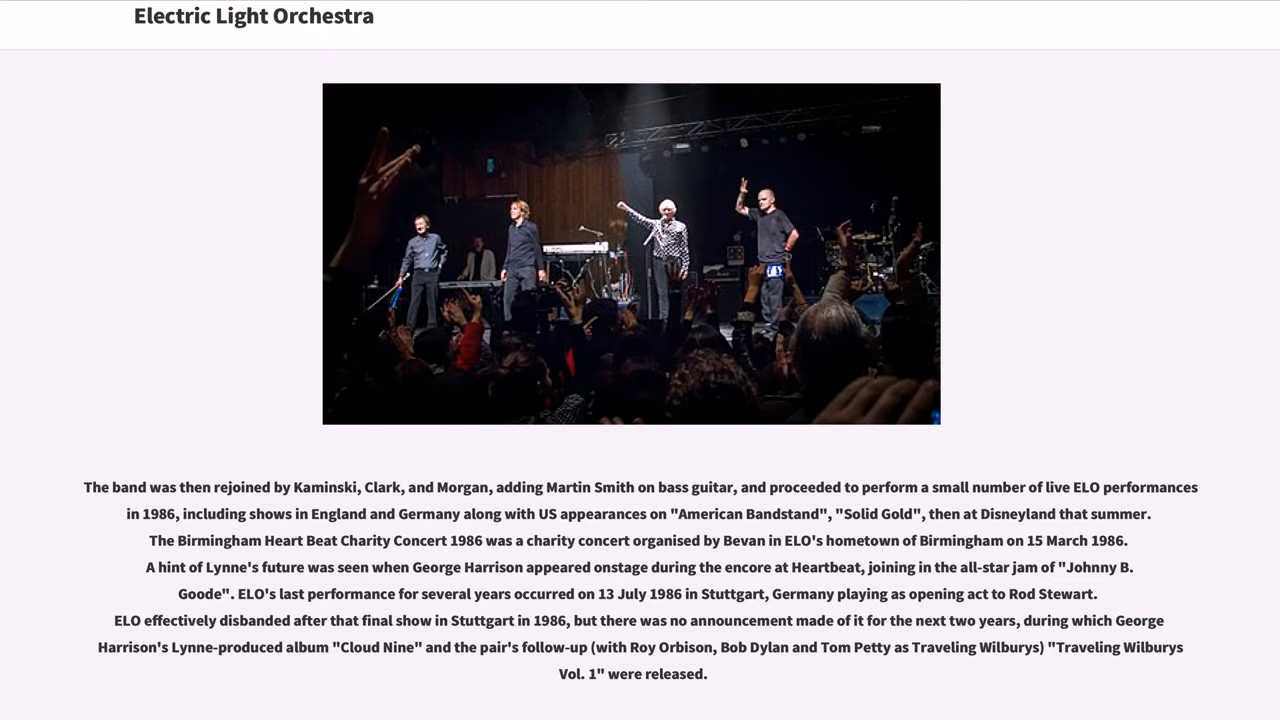 Electric Light Orchestra
The band was then rejoined by Kaminski, Clark, and Morgan, adding Martin Smith on bass guitar, and proceeded to perform a small number of live ELO performances
in 1986, including shows in England and Germany along with US appearances on "American Bandstand", "Solid Gold", then at Disneyland that summer.
The Birmingham Heart Beat Charity Concert 1986 was a charity concert organised by Bevan in ELO's hometown of Birmingham on 15 March 1986.
A hint of Lynne's future was seen when George Harrison appeared onstage during the encore at Heartbeat, joining in the all-star jam of "Johnny B.
Goode". ELO's last performance for several years occurred on 13 July 1986 in Stuttgart, Germany playing as opening act to Rod Stewart.
ELO effectively disbanded after that final show in Stuttgart in 1986, but there was no announcement made of it for the next two years, during which George
Harrison's Lynne-produced album "Cloud Nine" and the pair's follow-up (with Roy Orbison, Bob Dylan and Tom Petty as Traveling Wilburys) "Traveling Wilburys
Vol. 1" were released.